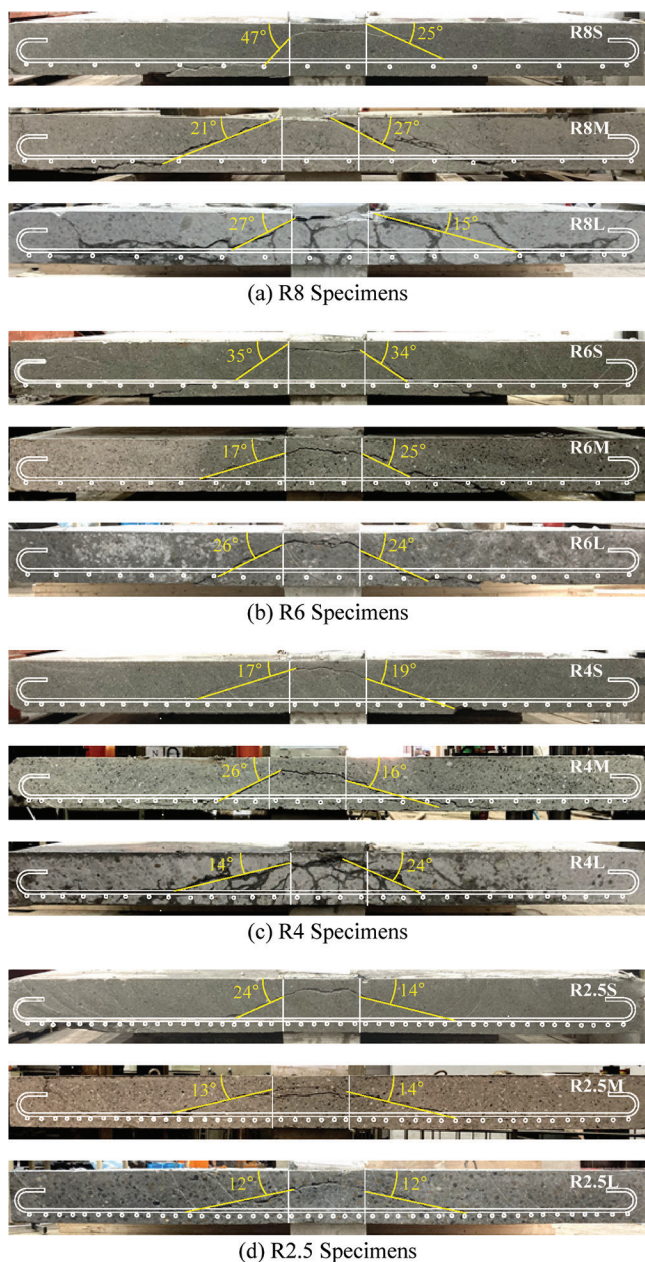 47° 25° R8S
21° 27° R8M
27° 15° R8L
(a) R8 Specimens
35° 34° R6S
17° 25° R6M
26° 24° R6L
(b) R6 Specimens
17° 19° R4S
26° 16° R4M
14° 24° R4L
(c) R4 Specimens
24° 14° R2.5S
13° 14° R2.5M
12° 12° R2.5L
(d) R2.5 Specimens